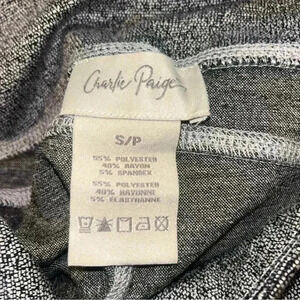 Charlie Paige
S/P
55% POLYESTER
40% RAYON
5% SPANDEX
55% POLYESTER
40% RAYONNE
5% ELASTHANNE